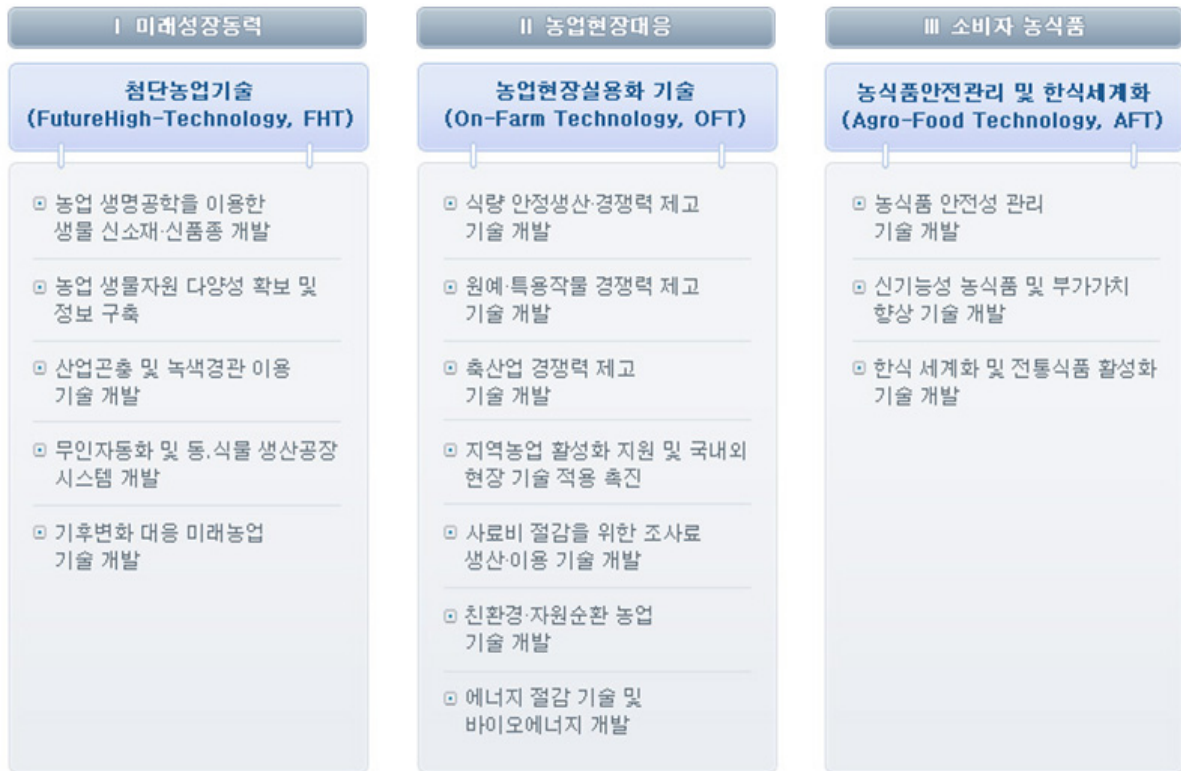 Ⅰ 미래성장동력
첨단농업기술
(FutureHigh-Technology, FHT)
농업 생명공학을 이용한
생물 신소재·신품종 개발
농업 생물자원 다양성 확보 및
정보 구축
산업곤충 및 녹색경관 이용
기술 개발
무인자동화 및 동.식물 생산공장
시스템 개발
기후변화 대응 미래농업
기술 개발
Ⅱ 농업현장대응
농업현장실용화 기술
(On-Farm Technology, OFT)
식량 안정생산·경쟁력 제고
기술 개발
원예·특용작물 경쟁력 제고
기술 개발
축산업 경쟁력 제고
기술 개발
지역농업 활성화 지원 및 국내외
현장 기술 적용 촉진
사료비 절감을 위한 조사료
생산·이용 기술 개발
친환경·자원순환 농업
기술 개발
에너지 절감 기술 및
바이오에너지 개발
Ⅲ 소비자 농식품
농식품안전관리 및 한식세계화
(Agro-Food Technology, AFT)
농식품 안전성 관리
기술 개발
신기능성 농식품 및 부가가치
향상 기술 개발
한식 세계화 및 전통식품 활성화
기술 개발